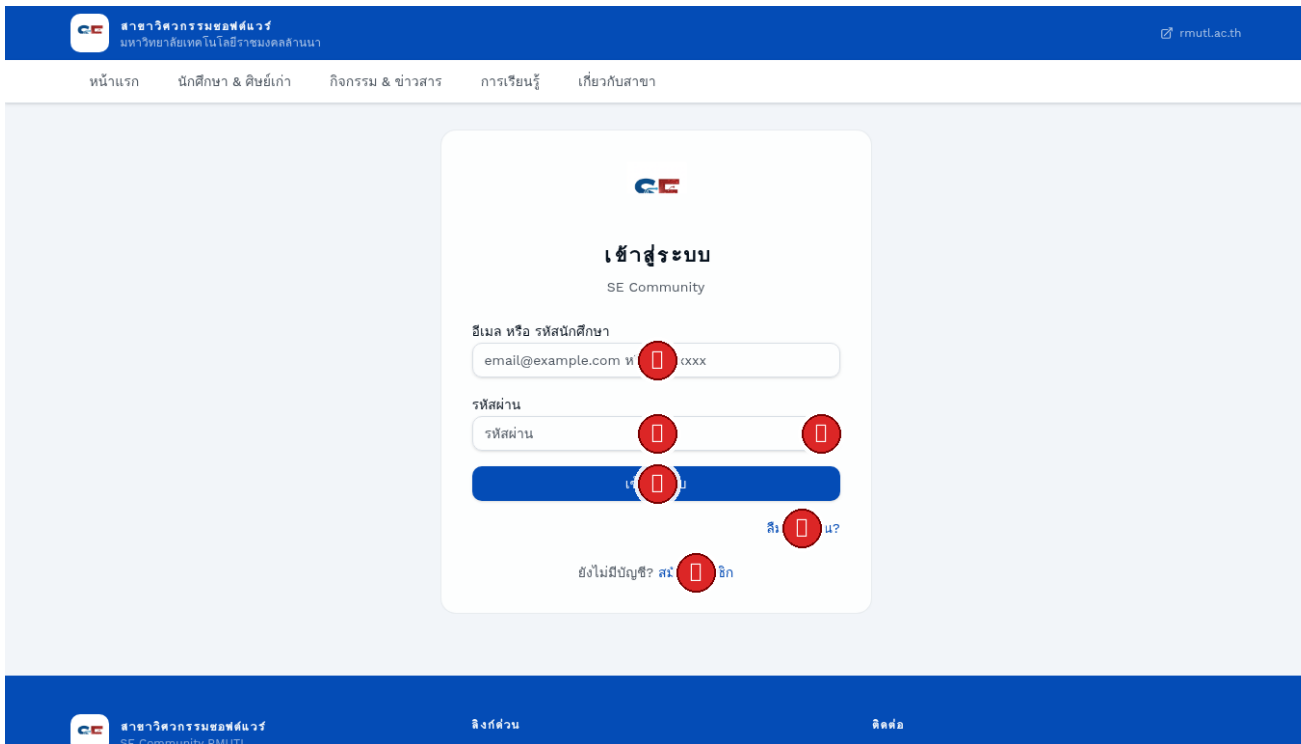 สาขาวิศวกรรมซอฟต์แวร์
มหาวิทยาลัยเทคโนโลยีราชมงคลล้านนา
rmutl.ac.th
หน้าแรก นักศึกษา & ศิษย์เก่า กิจกรรม & ข่าวสาร การเรียนรู้ เกี่ยวกับสาขา
เข้าสู่ระบบ
SE Community
อีเมล หรือ รหัสนักศึกษา
email@example.com
รหัสผ่าน
รหัสผ่าน
ยังไม่มีบัญชี?
สาขาวิศวกรรมซอฟต์แวร์
SE Community RMUTL
ลิงก์ด่วน
ติดต่อ